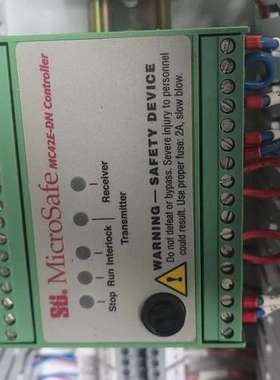 STI. MicroSafe MC42E-DN Controller
Receiver
Transmitter
Stop Run Interlock
WARNING — SAFETY DEVICE
Do not defeat or bypass. Severe injury to personnel
could result. Use proper fuse: 2A, slow blow.